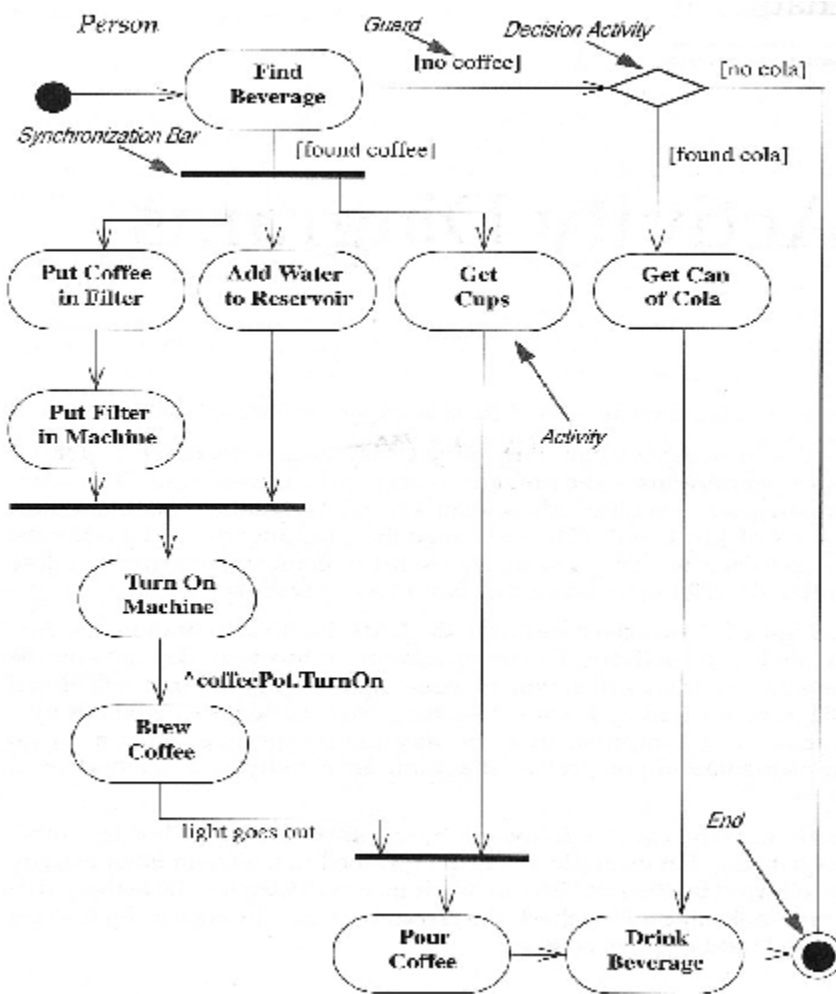 Person
Guard
Decision Activity
Find
Beverage
[no coffee]
[no cola]
Synchronization Bar
[found coffee]
[found cola]
Put Coffee
in Filter
Add Water
to Reservoir
Get
Cups
Get Can
of Cola
Put Filter
in Machine
Activity
Turn On
Machine
^coffeePot.TurnOn
Brew
Coffee
light goes out
End
Pour
Coffee
Drink
Beverage